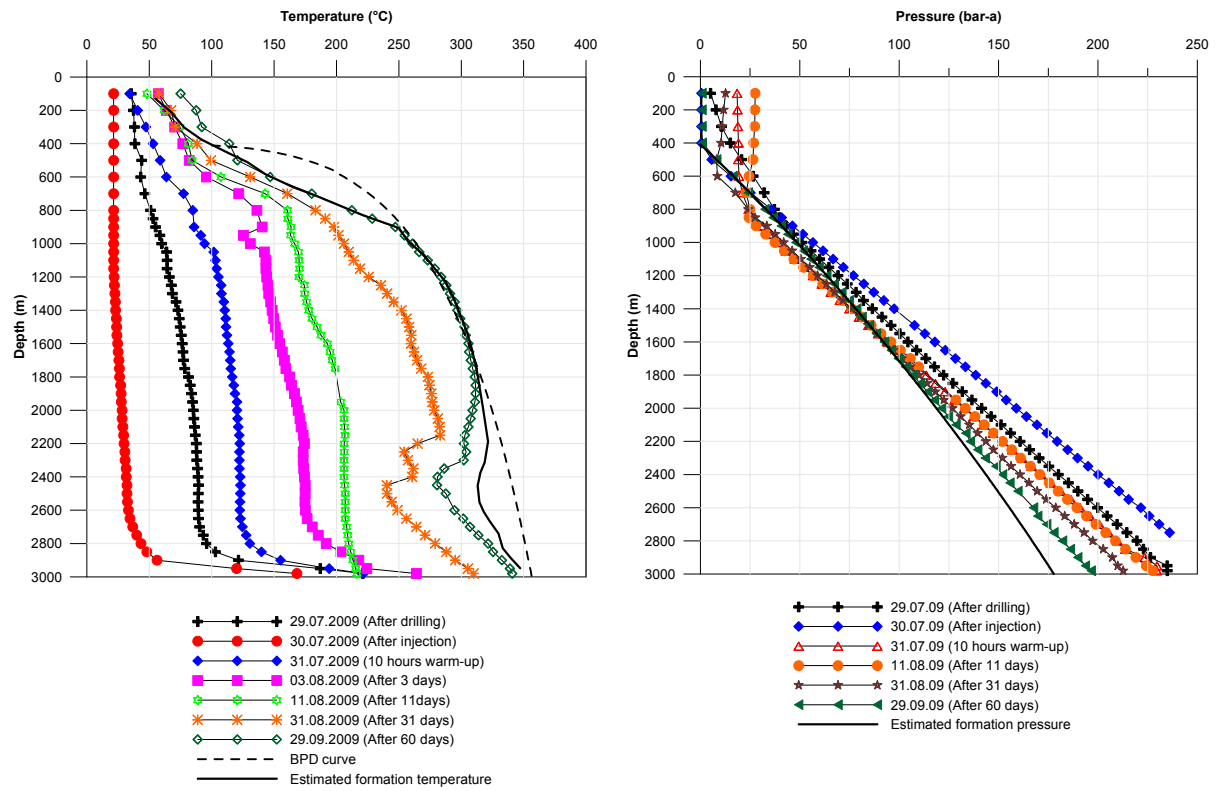 Temperature (°C)
0 50 100 150 200 250 300 350 400
0
200
400
600
800
1000
1200
1400
1600
1800
2000
2200
2400
2600
2800
3000
Depth (m)
29.07.2009 (After drilling)
30.07.2009 (After injection)
31.07.2009 (10 hours warm-up)
03.08.2009 (After 3 days)
11.08.2009 (After 11days)
31.08.2009 (After 31 days)
29.09.2009 (After 60 days)
BPD curve
Estimated formation temperature
Pressure (bar-a)
0 50 100 150 200 250
0
200
400
600
800
1000
1200
1400
1600
1800
2000
2200
2400
2600
2800
3000
Depth (m)
29.07.09 (After drilling)
30.07.09 (After injection)
31.07.09 (10 hours warm-up)
11.08.09 (After 11 days)
31.08.09 (After 31 days)
29.09.09 (After 60 days)
Estimated formation pressure